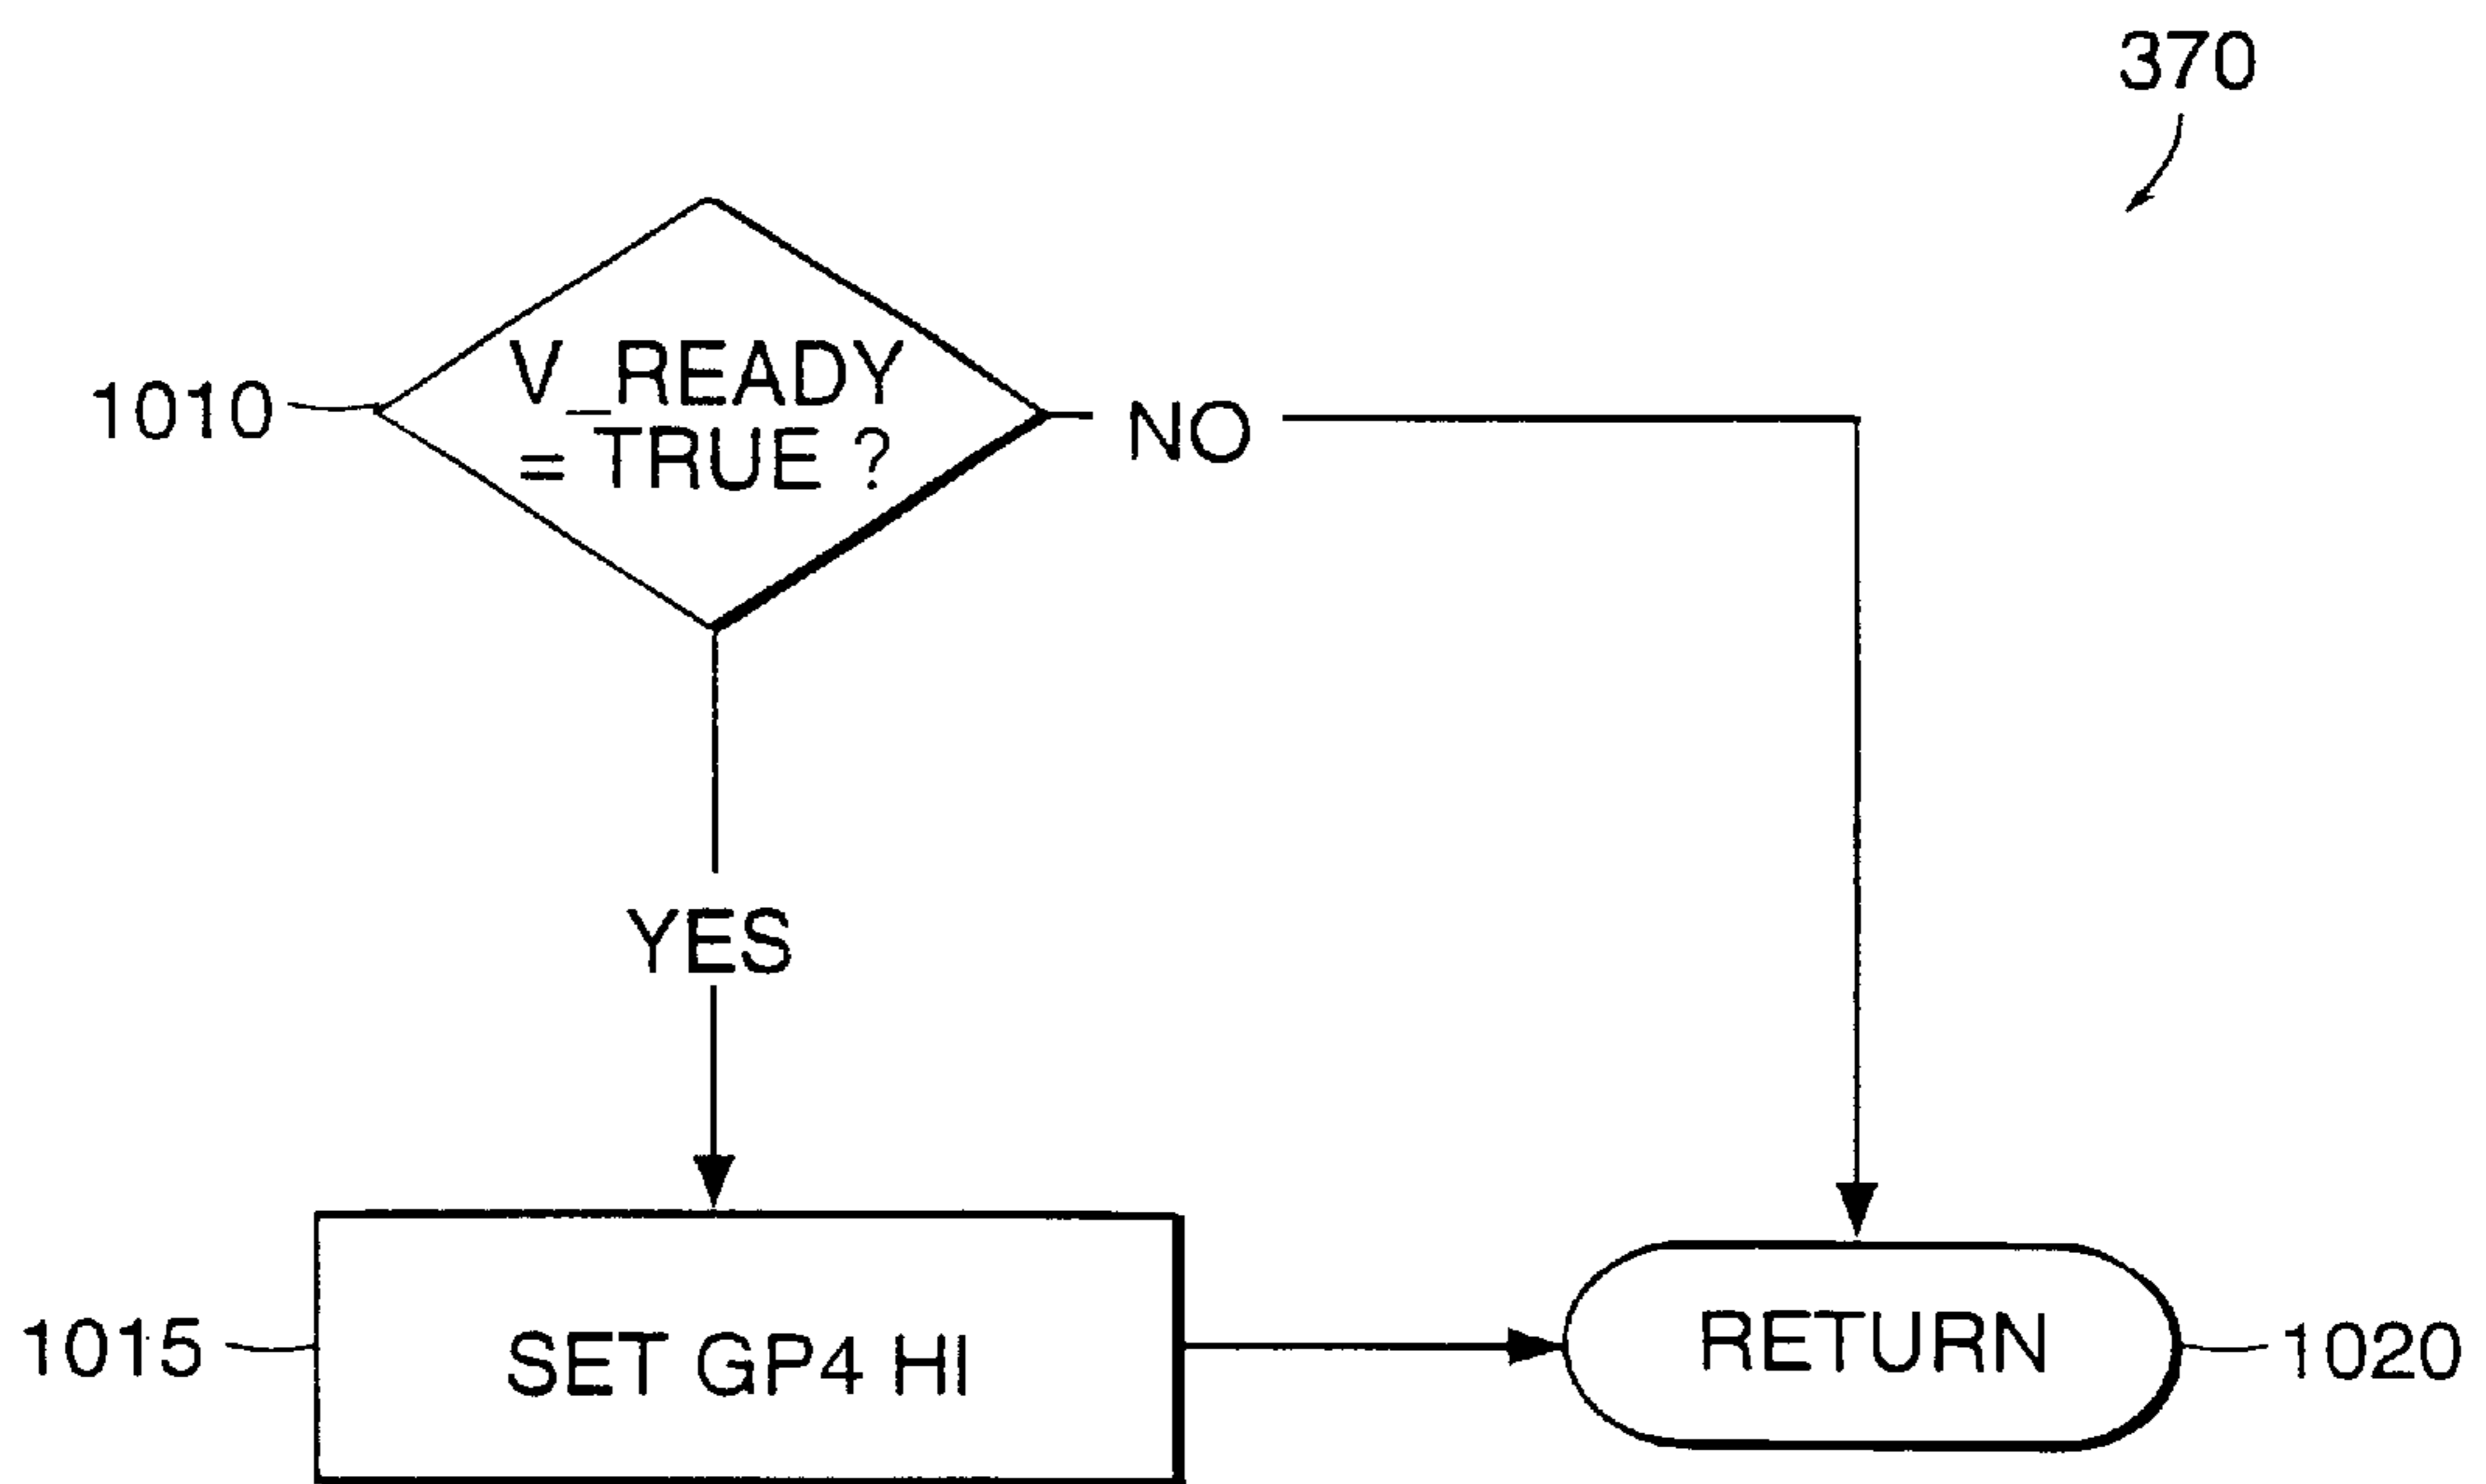 370
1010
V_READY
= TRUE ?
NO
YES
1015
SET GP4 HI
RETURN
1020